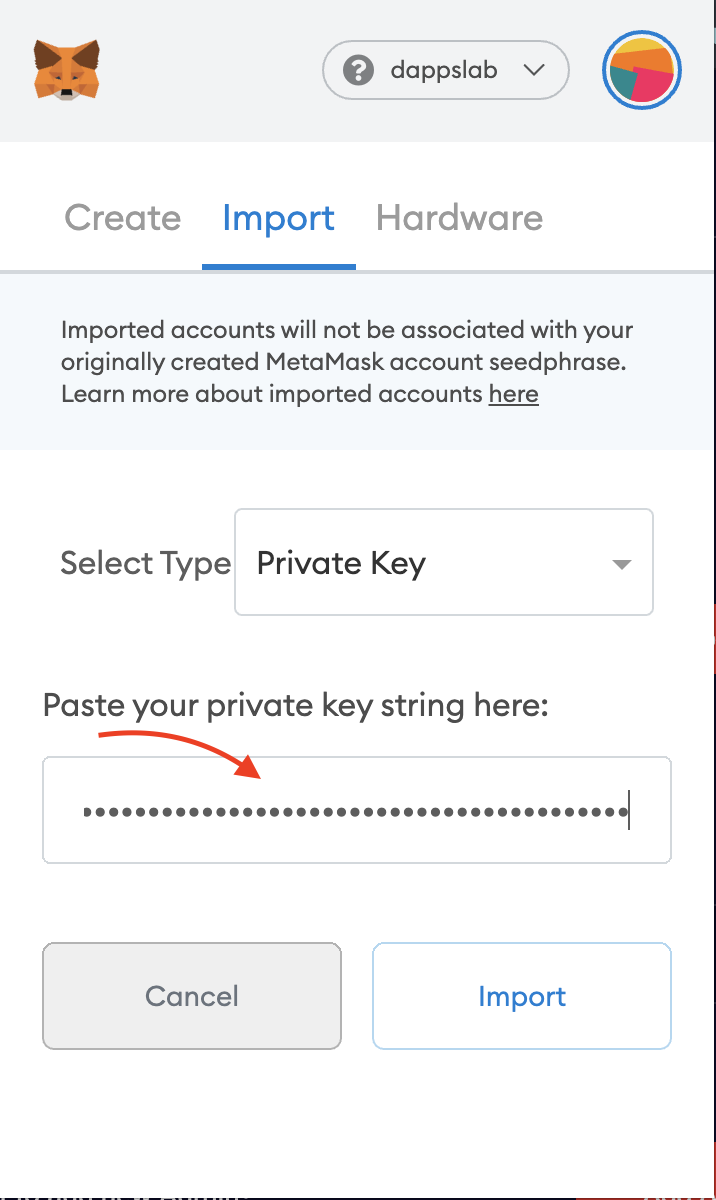 ? dappslab
Create Import Hardware
Imported accounts will not be associated with your
originally created MetaMask account seedphrase.
Learn more about imported accounts here
Select Type Private Key
Paste your private key string here:
Cancel Import